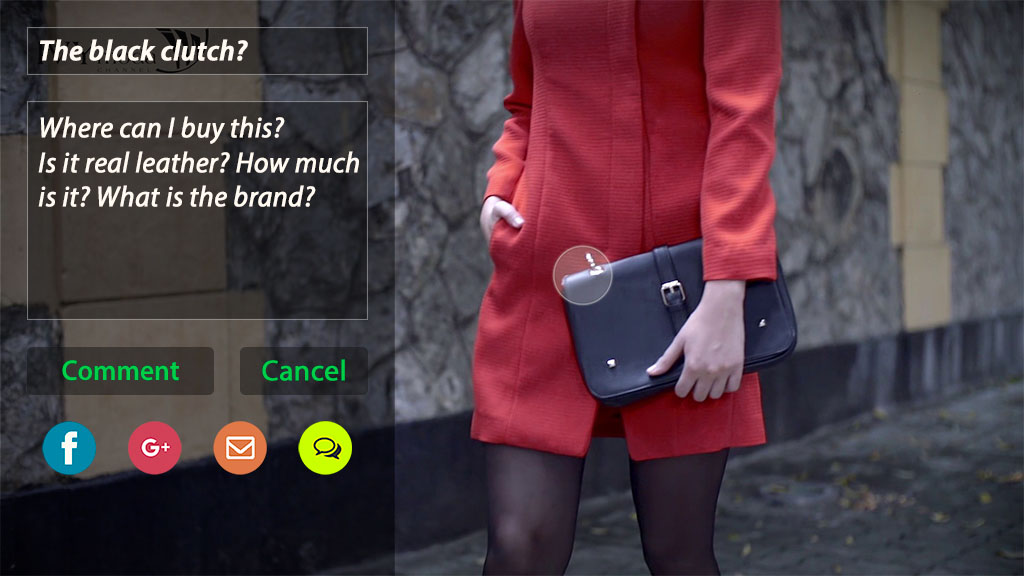 The black clutch?
CHANNEL
Where can I buy this?
Is it real leather? How much
is it? What is the brand?
Comment
Cancel
f
G+